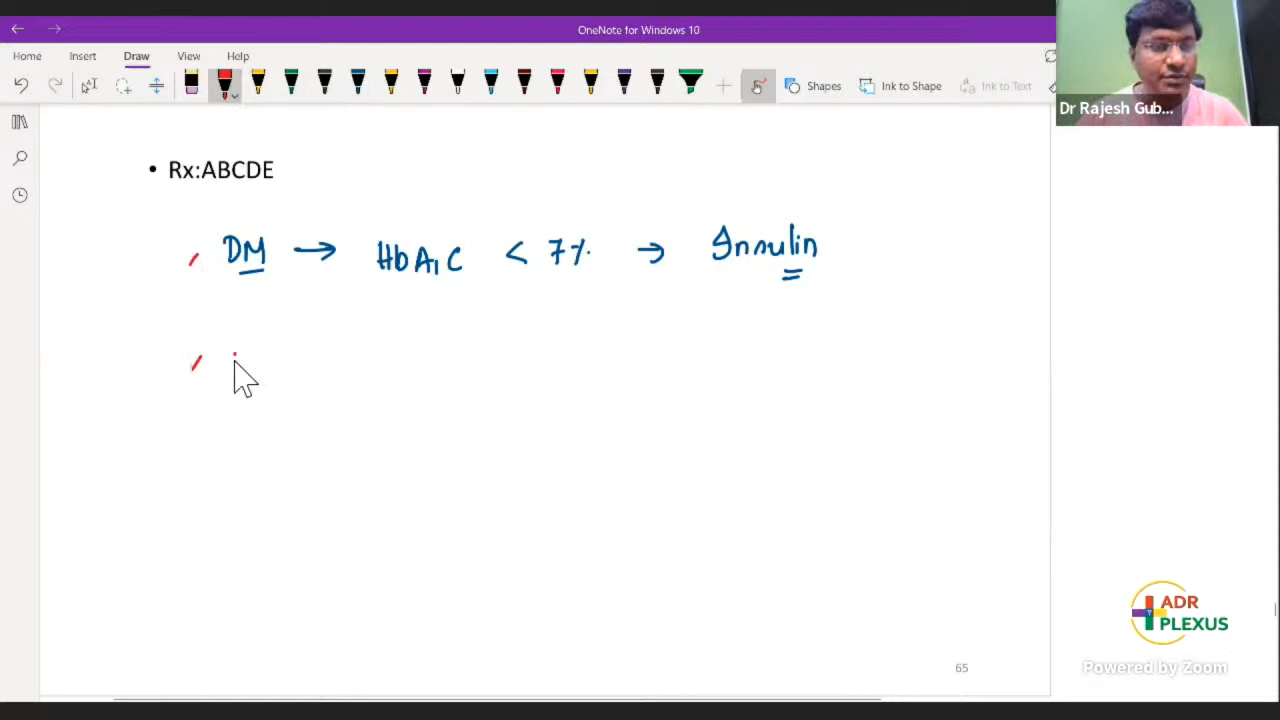 OneNote for Windows 10
Home Insert Draw View Help
Shapes Ink to Shape Ink to Text
Dr Rajesh Gub...
• Rx:ABCDE
DM → HbA1C < 7% → Insulin
ADR
PLEXUS
65
Powered by Zoom